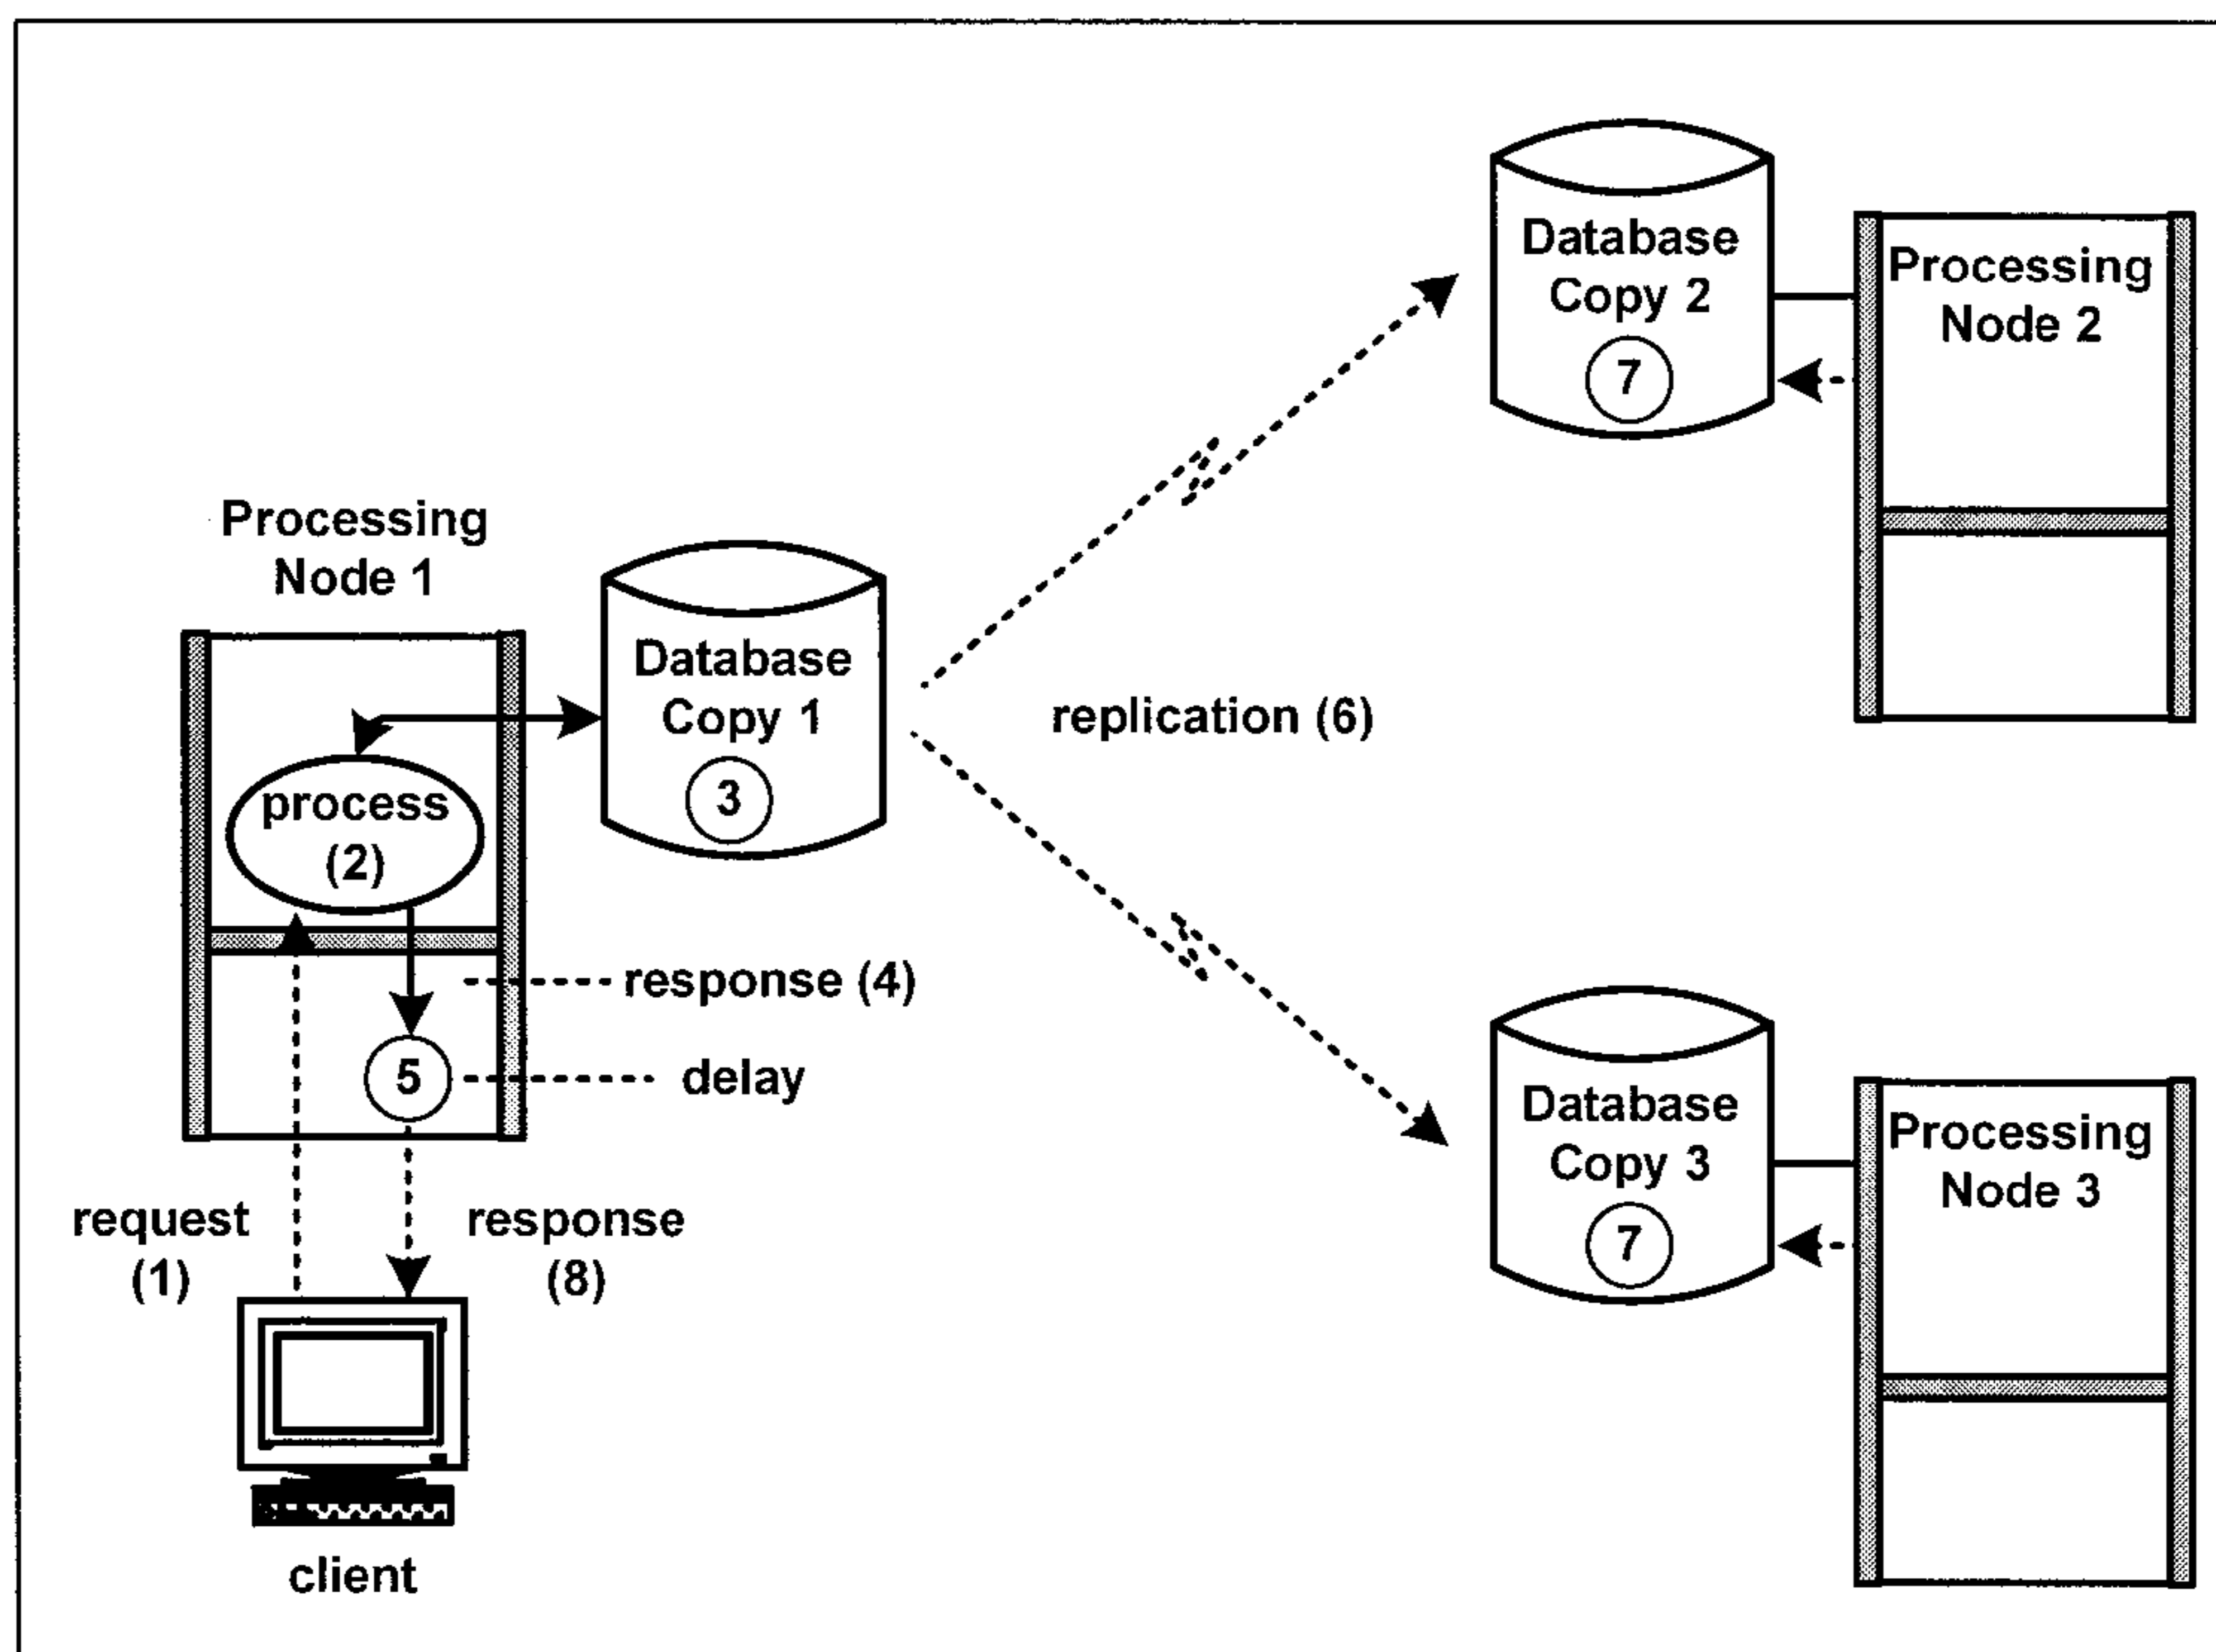 Database
Copy 2
7
Processing
Node 2
Processing
Node 1
Database
Copy 1
3
replication (6)
process
(2)
response (4)
5
delay
Database
Copy 3
7
Processing
Node 3
request
(1)
response
(8)
client